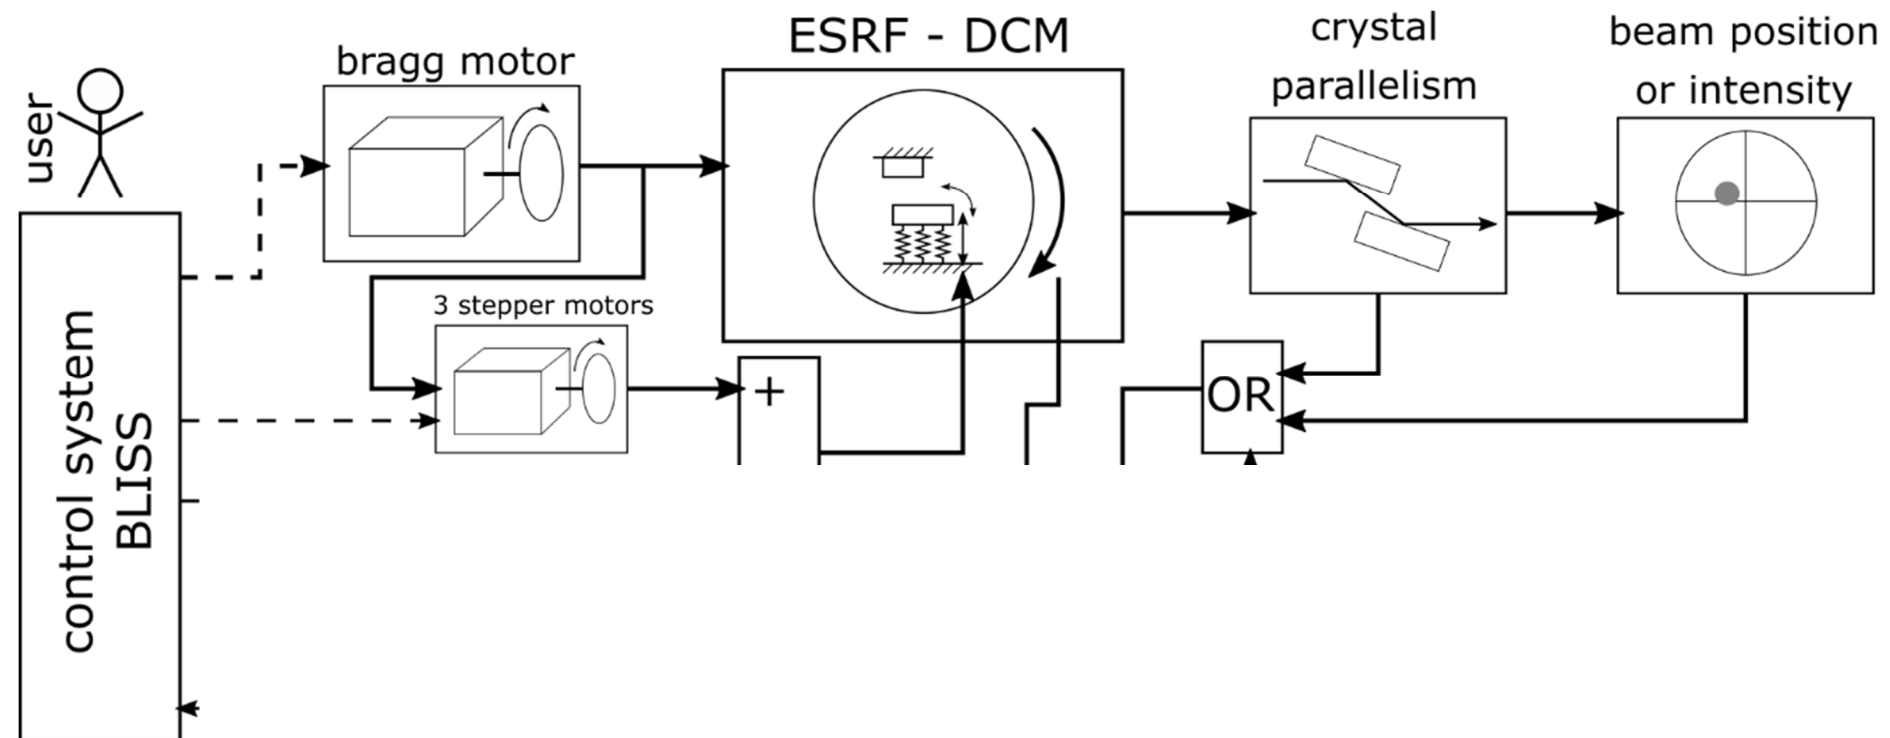 user
control system
BLISS
bragg motor
3 stepper motors
ESRF - DCM
+
crystal
parallelism
beam position
or intensity
OR